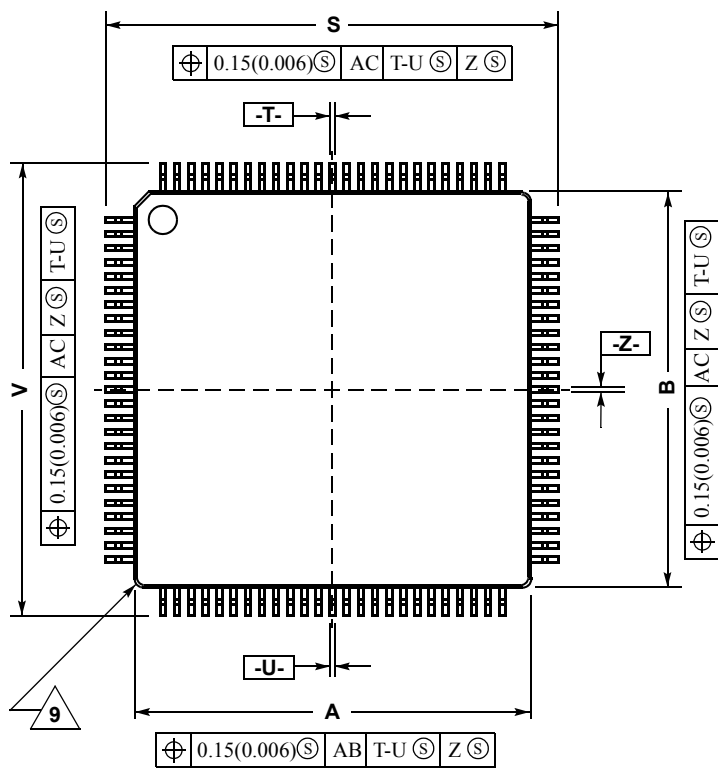 S
⌖ 0.15(0.006)Ⓢ AC T-U Ⓢ Z Ⓢ
-T-
⌖ 0.15(0.006)Ⓢ AC Z Ⓢ T-U Ⓢ
V
-Z-
B
⌖ 0.15(0.006)Ⓢ AC Z Ⓢ T-U Ⓢ
-U-
9
A
⌖ 0.15(0.006)Ⓢ AB T-U Ⓢ Z Ⓢ